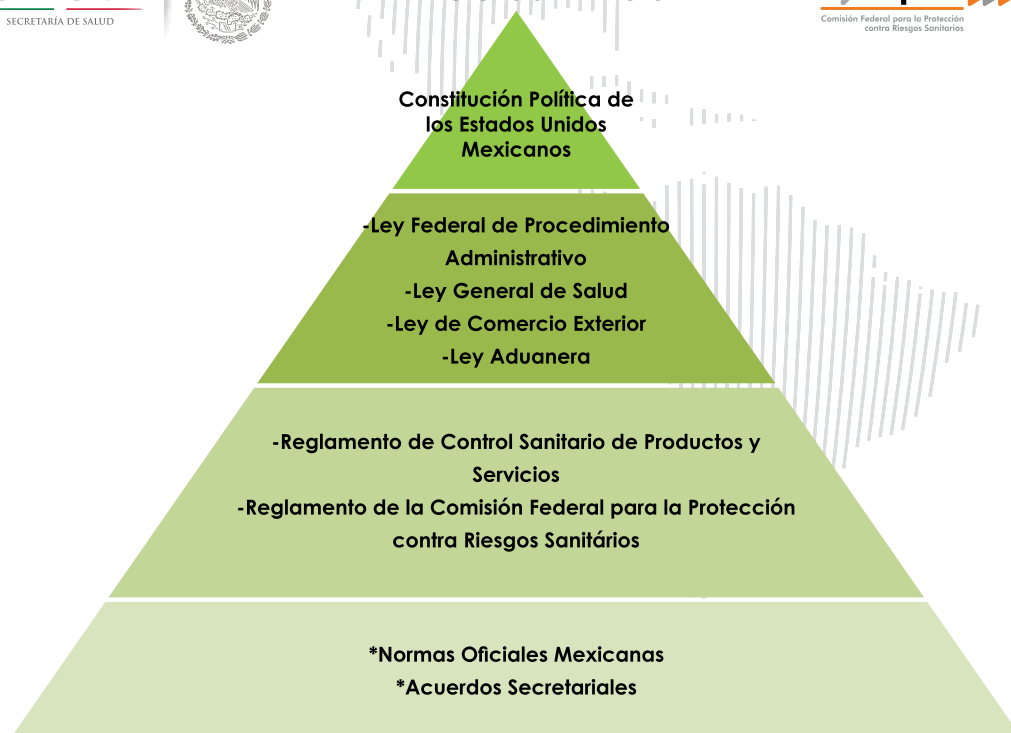 SECRETARÍA DE SALUD
Comisión Federal para la Protección
contra Riesgos Sanitarios
Constitución Política de
los Estados Unidos
Mexicanos
-Ley Federal de Procedimiento
Administrativo
-Ley General de Salud
-Ley de Comercio Exterior
-Ley Aduanera
-Reglamento de Control Sanitario de Productos y
Servicios
-Reglamento de la Comisión Federal para la Protección
contra Riesgos Sanitários
*Normas Oficiales Mexicanas
*Acuerdos Secretariales